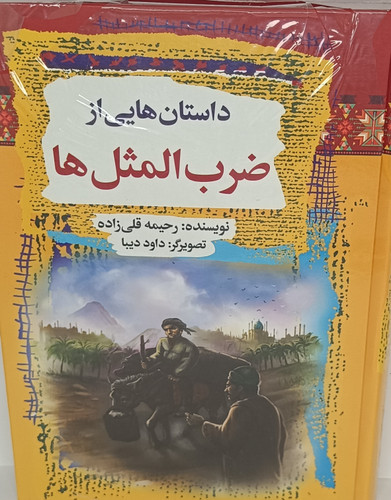 داستان هایی از
ضرب المثل ها
نویسنده: رحیمه قلی‌زاده
تصویرگر: داود دیبا